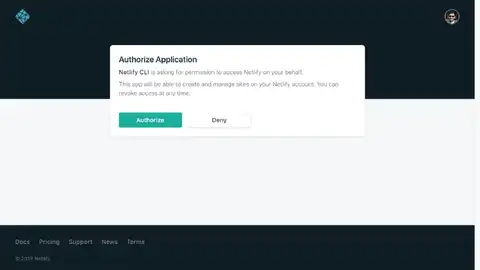 Authorize Application
Netlify CLI is asking for permission to access Netlify on your behalf.
This app will be able to create and manage sites on your Netlify account. You can
revoke access at any time.
Authorize Deny
Docs Pricing Support News Terms
© 2019 Netlify